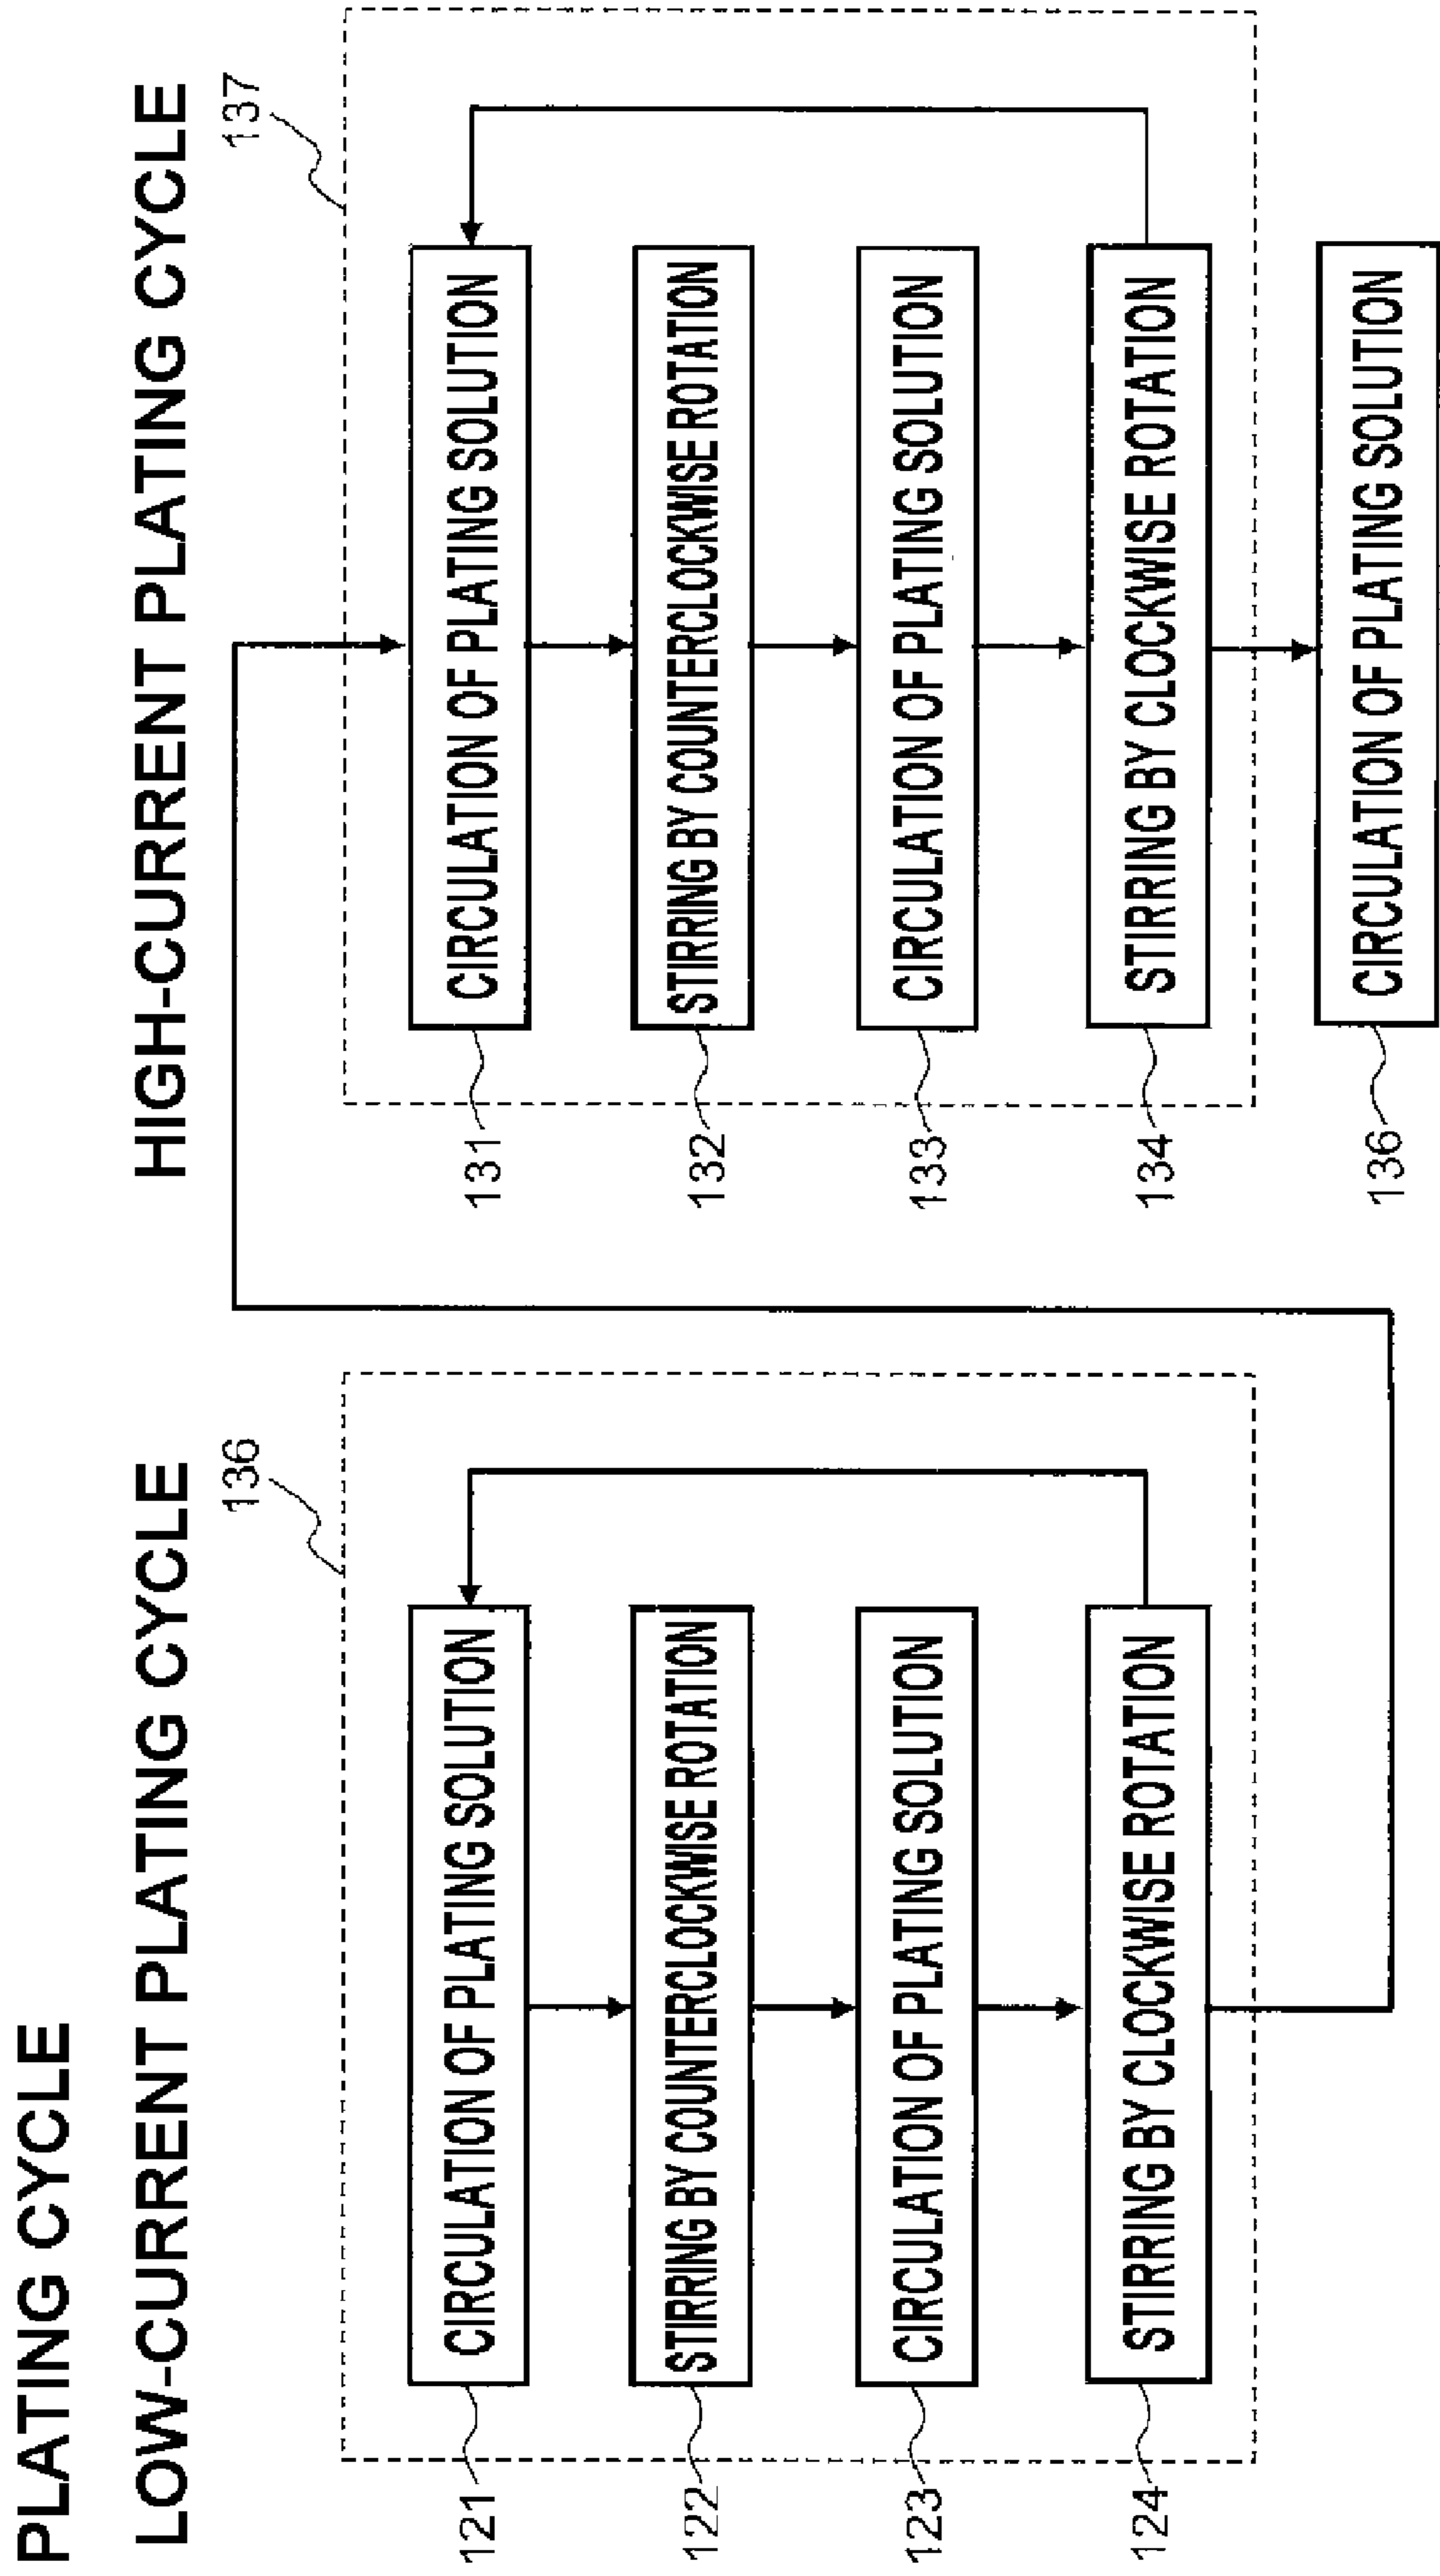 PLATING CYCLE
LOW-CURRENT PLATING CYCLE
136
121
CIRCULATION OF PLATING SOLUTION
122
STIRRING BY COUNTERCLOCKWISE ROTATION
123
CIRCULATION OF PLATING SOLUTION
124
STIRRING BY CLOCKWISE ROTATION
HIGH-CURRENT PLATING CYCLE
137
131
CIRCULATION OF PLATING SOLUTION
132
STIRRING BY COUNTERCLOCKWISE ROTATION
133
CIRCULATION OF PLATING SOLUTION
134
STIRRING BY CLOCKWISE ROTATION
136
CIRCULATION OF PLATING SOLUTION